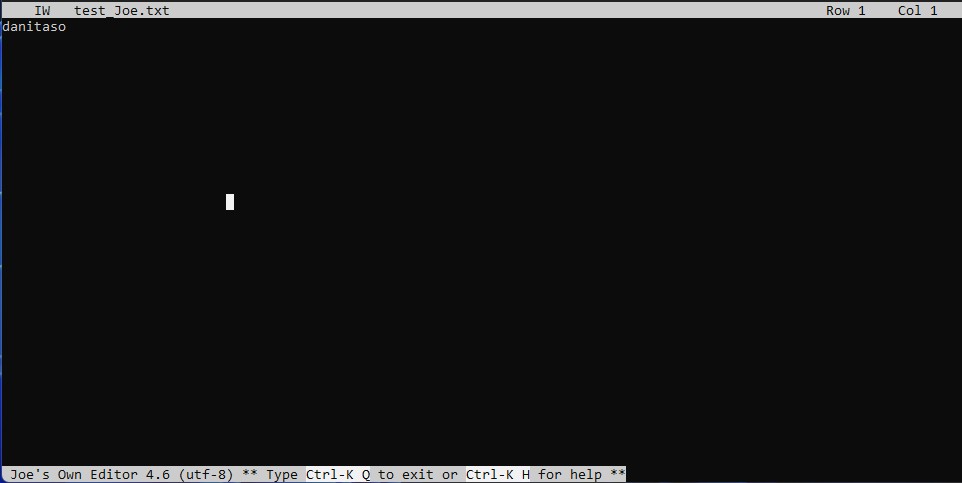 IW test_Joe.txt Row 1 Col 1
danitaso
Joe's Own Editor 4.6 (utf-8) ** Type Ctrl-K Q to exit or Ctrl-K H for help **